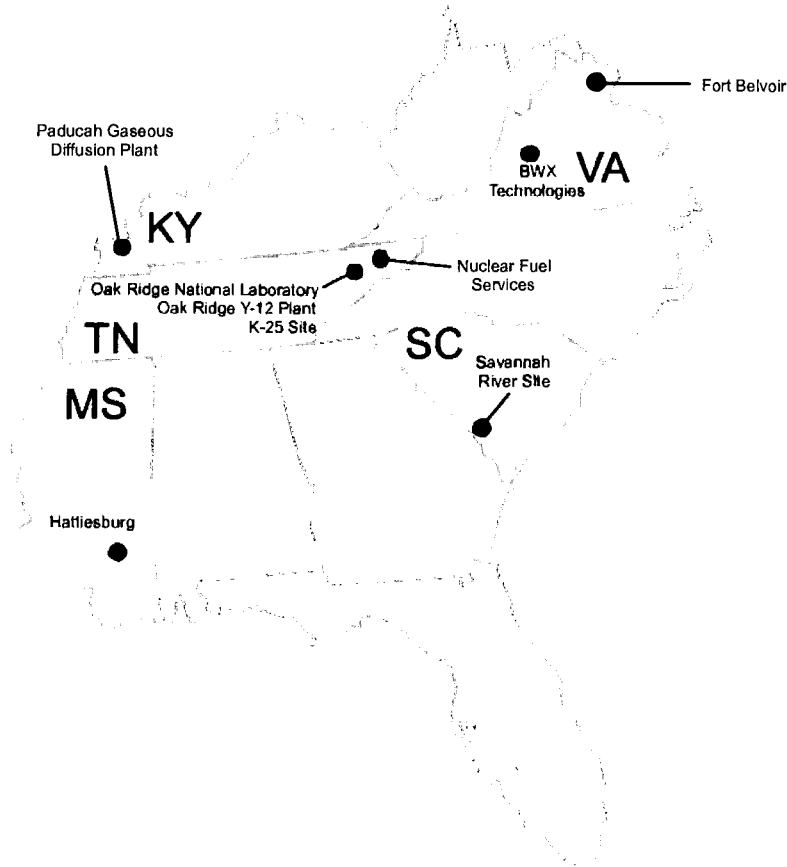 Fort Belvoir
Paducah Gaseous
Diffusion Plant
BWX
Technologies
VA
KY
Nuclear Fuel
Services
Oak Ridge National Laboratory
Oak Ridge Y-12 Plant
K-25 Site
TN
SC
Savannah
River Site
MS
Hattiesburg